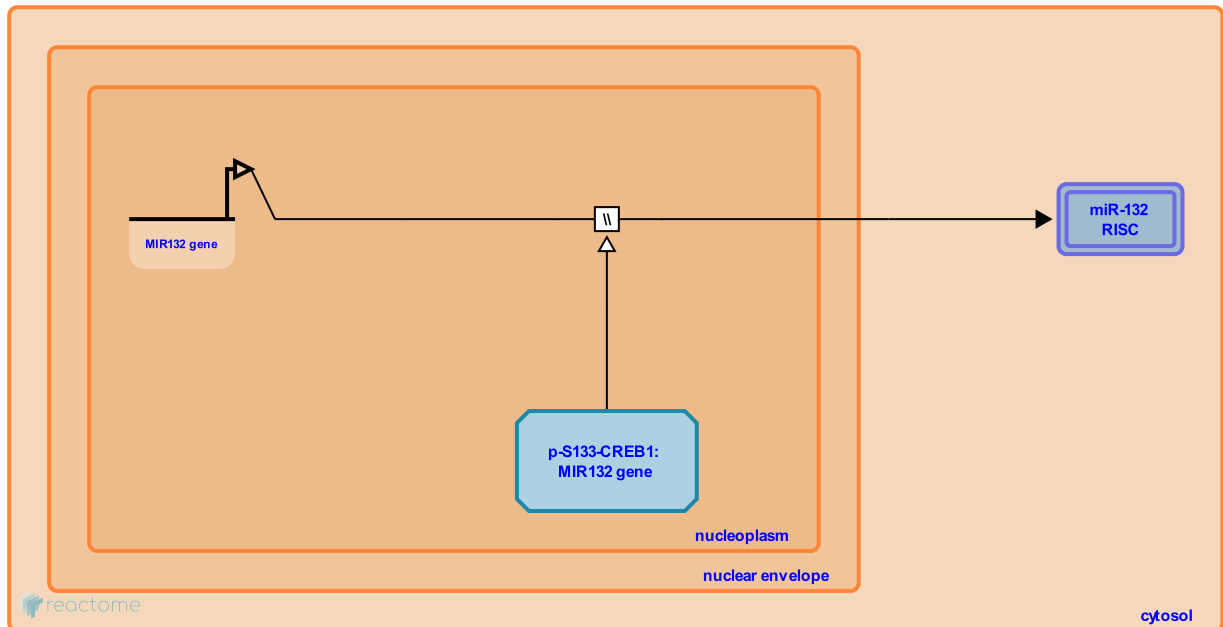 MIR132 gene
\\
miR-132
RISC
p-S133-CREB1:
MIR132 gene
nucleoplasm
nuclear envelope
reactome
cytosol